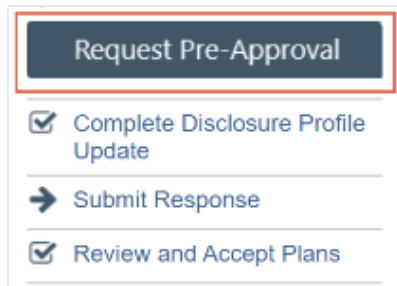 Request Pre-Approval
Complete Disclosure Profile
Update
Submit Response
Review and Accept Plans